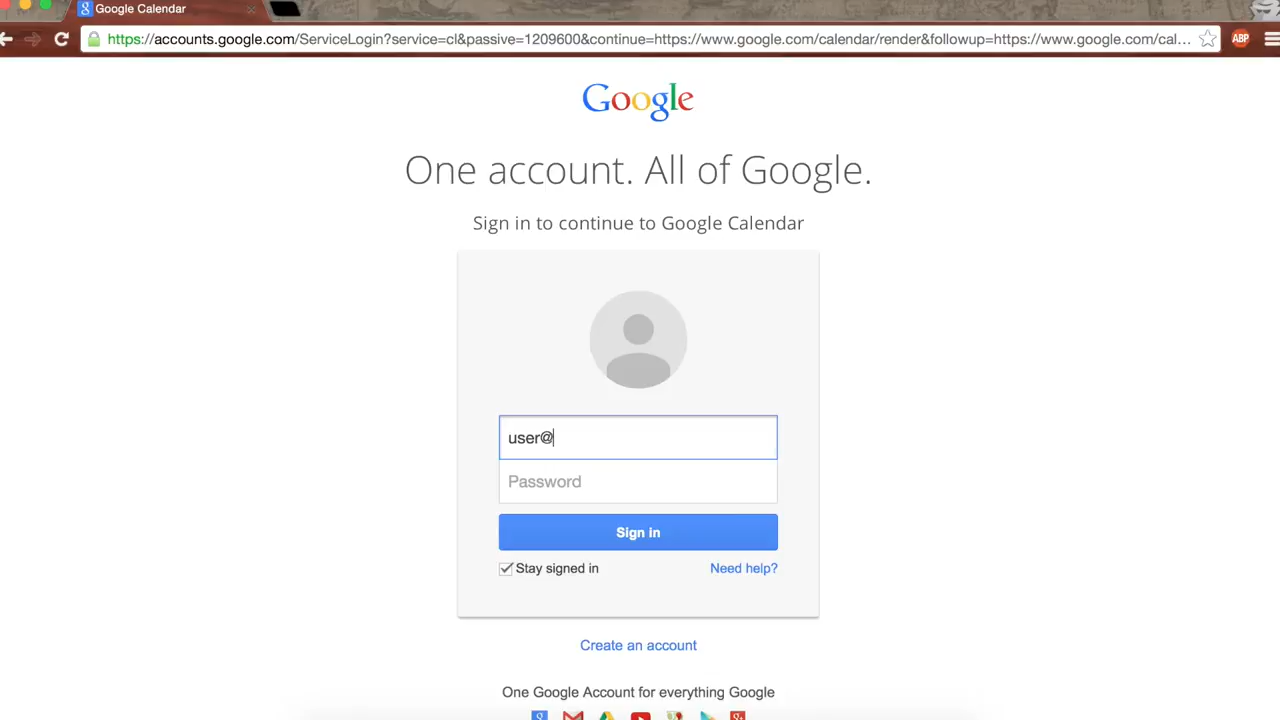 Google Calendar
https://accounts.google.com/ServiceLogin?service=cl&passive=1209600&continue=https://www.google.com/calendar/render&followup=https://www.google.com/cal...
ABP
Google
One account. All of Google.
Sign in to continue to Google Calendar
user@
Password
Sign in
Stay signed in
Need help?
Create an account
One Google Account for everything Google